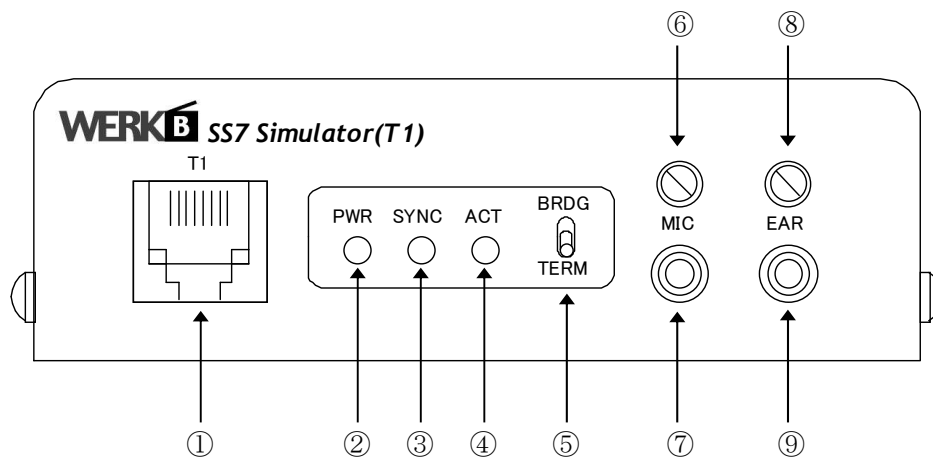 ⑥ ⑧
WERK B SS7 Simulator(T1)
T1
PWR SYNC ACT BRDG
TERM
MIC EAR
① ② ③ ④ ⑤ ⑦ ⑨